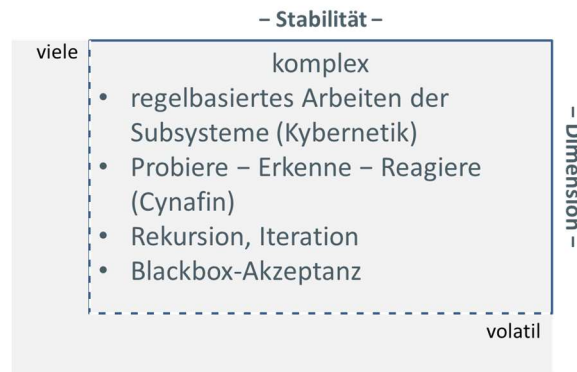 – Stabilität –
viele
komplex
• regelbasiertes Arbeiten der
Subsysteme (Kybernetik)
• Probiere – Erkenne – Reagiere
(Cynafin)
• Rekursion, Iteration
• Blackbox-Akzeptanz
– Dimension –
volatil